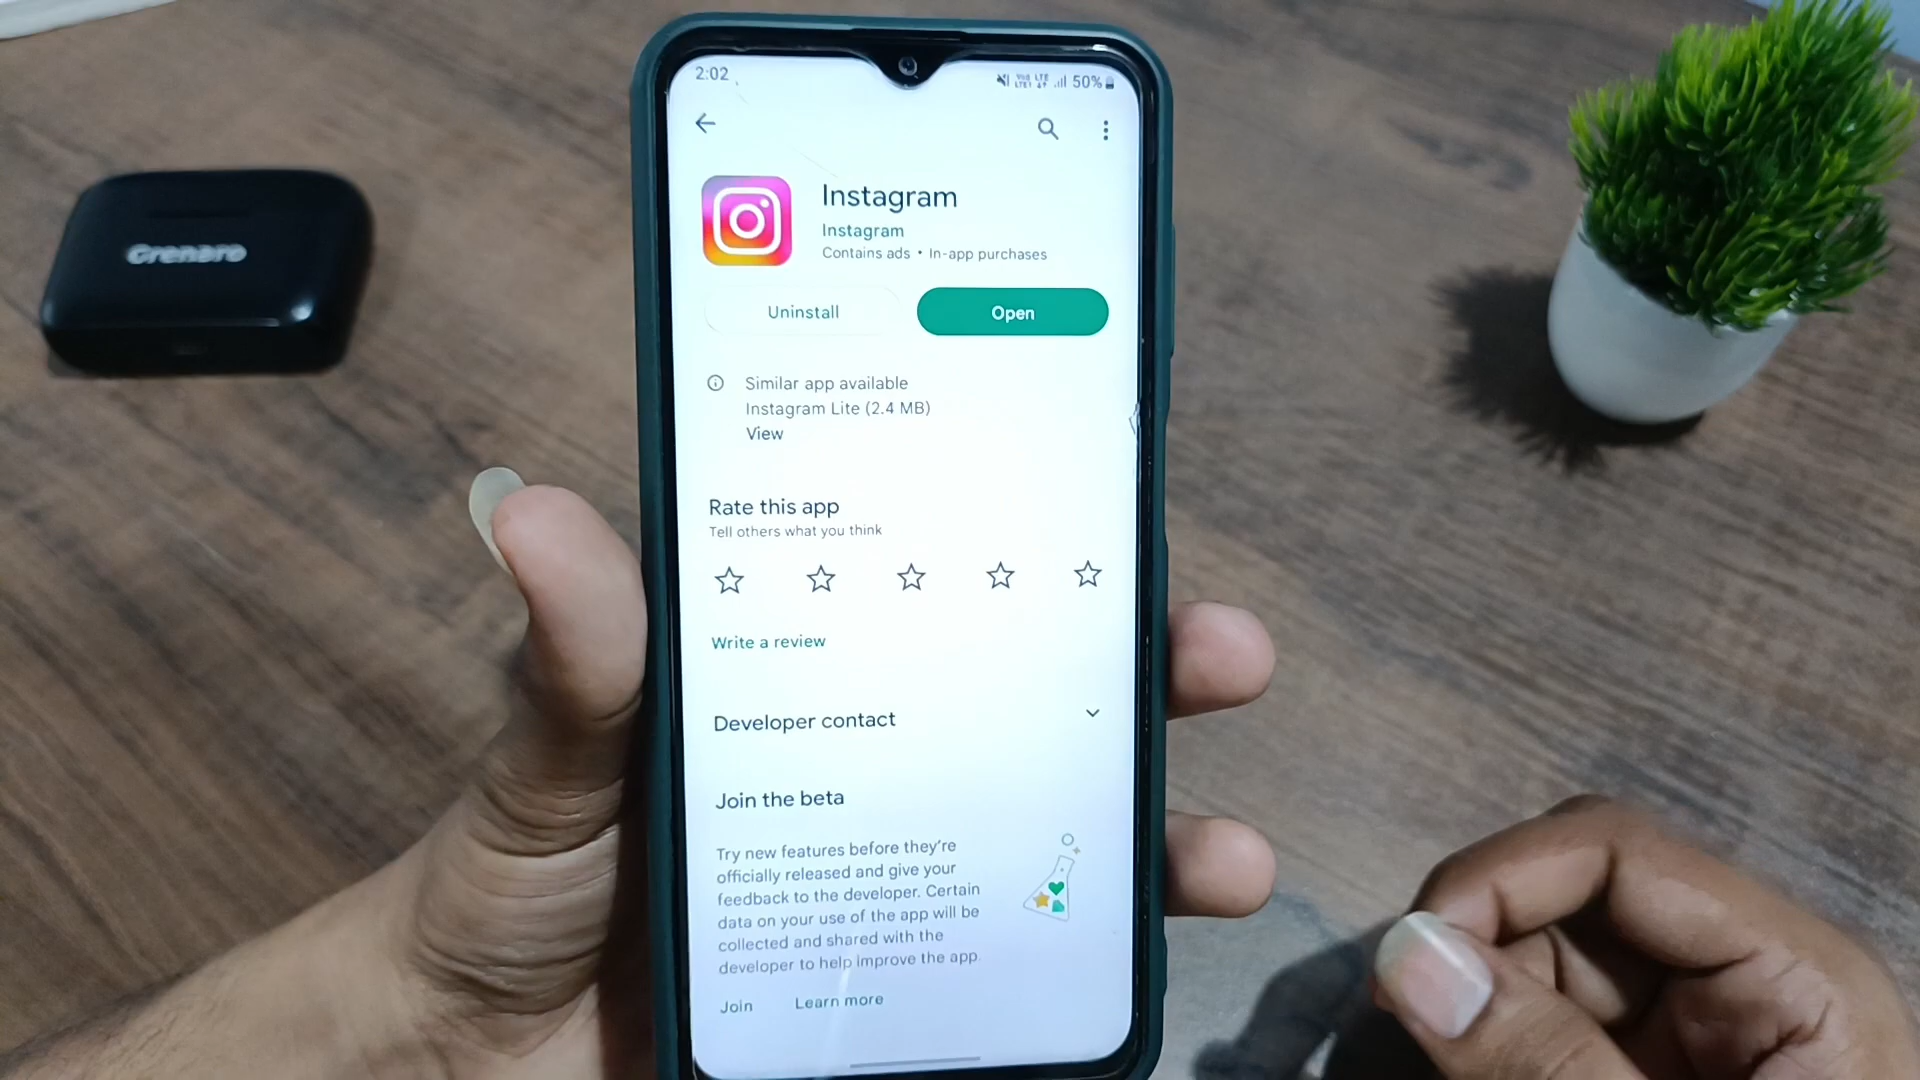 2:02
50%
Grenaro
Instagram
Instagram
Contains ads • In-app purchases
Uninstall
Open
Similar app available
Instagram Lite (2.4 MB)
View
Rate this app
Tell others what you think
Write a review
Developer contact
Join the beta
Try new features before they're
officially released and give your
feedback to the developer. Certain
data on your use of the app will be
collected and shared with the
developer to help improve the app.
Join
Learn more